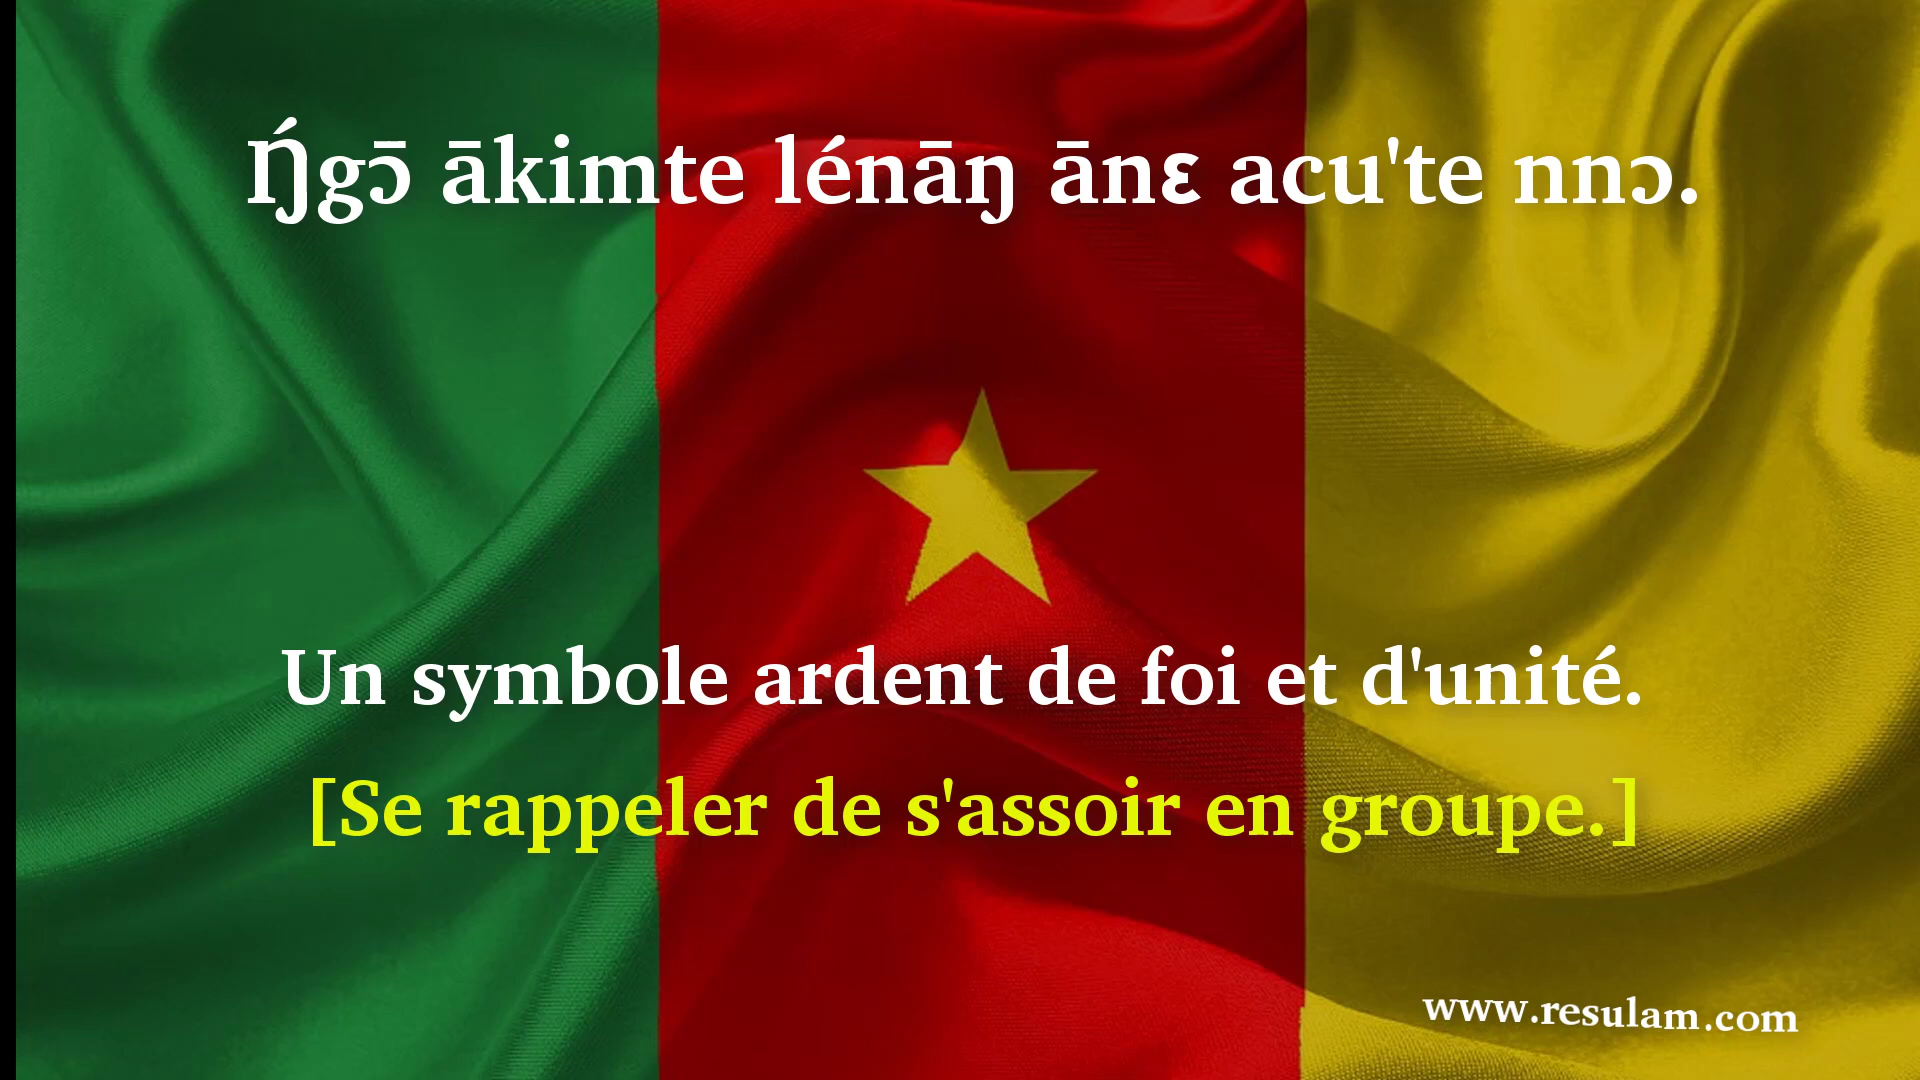 Ŋ́gɔ̄ ākimte lénāŋ ānɛ acu'te nnɔ.
Un symbole ardent de foi et d'unité.
[Se rappeler de s'assoir en groupe.]
www.resulam.com